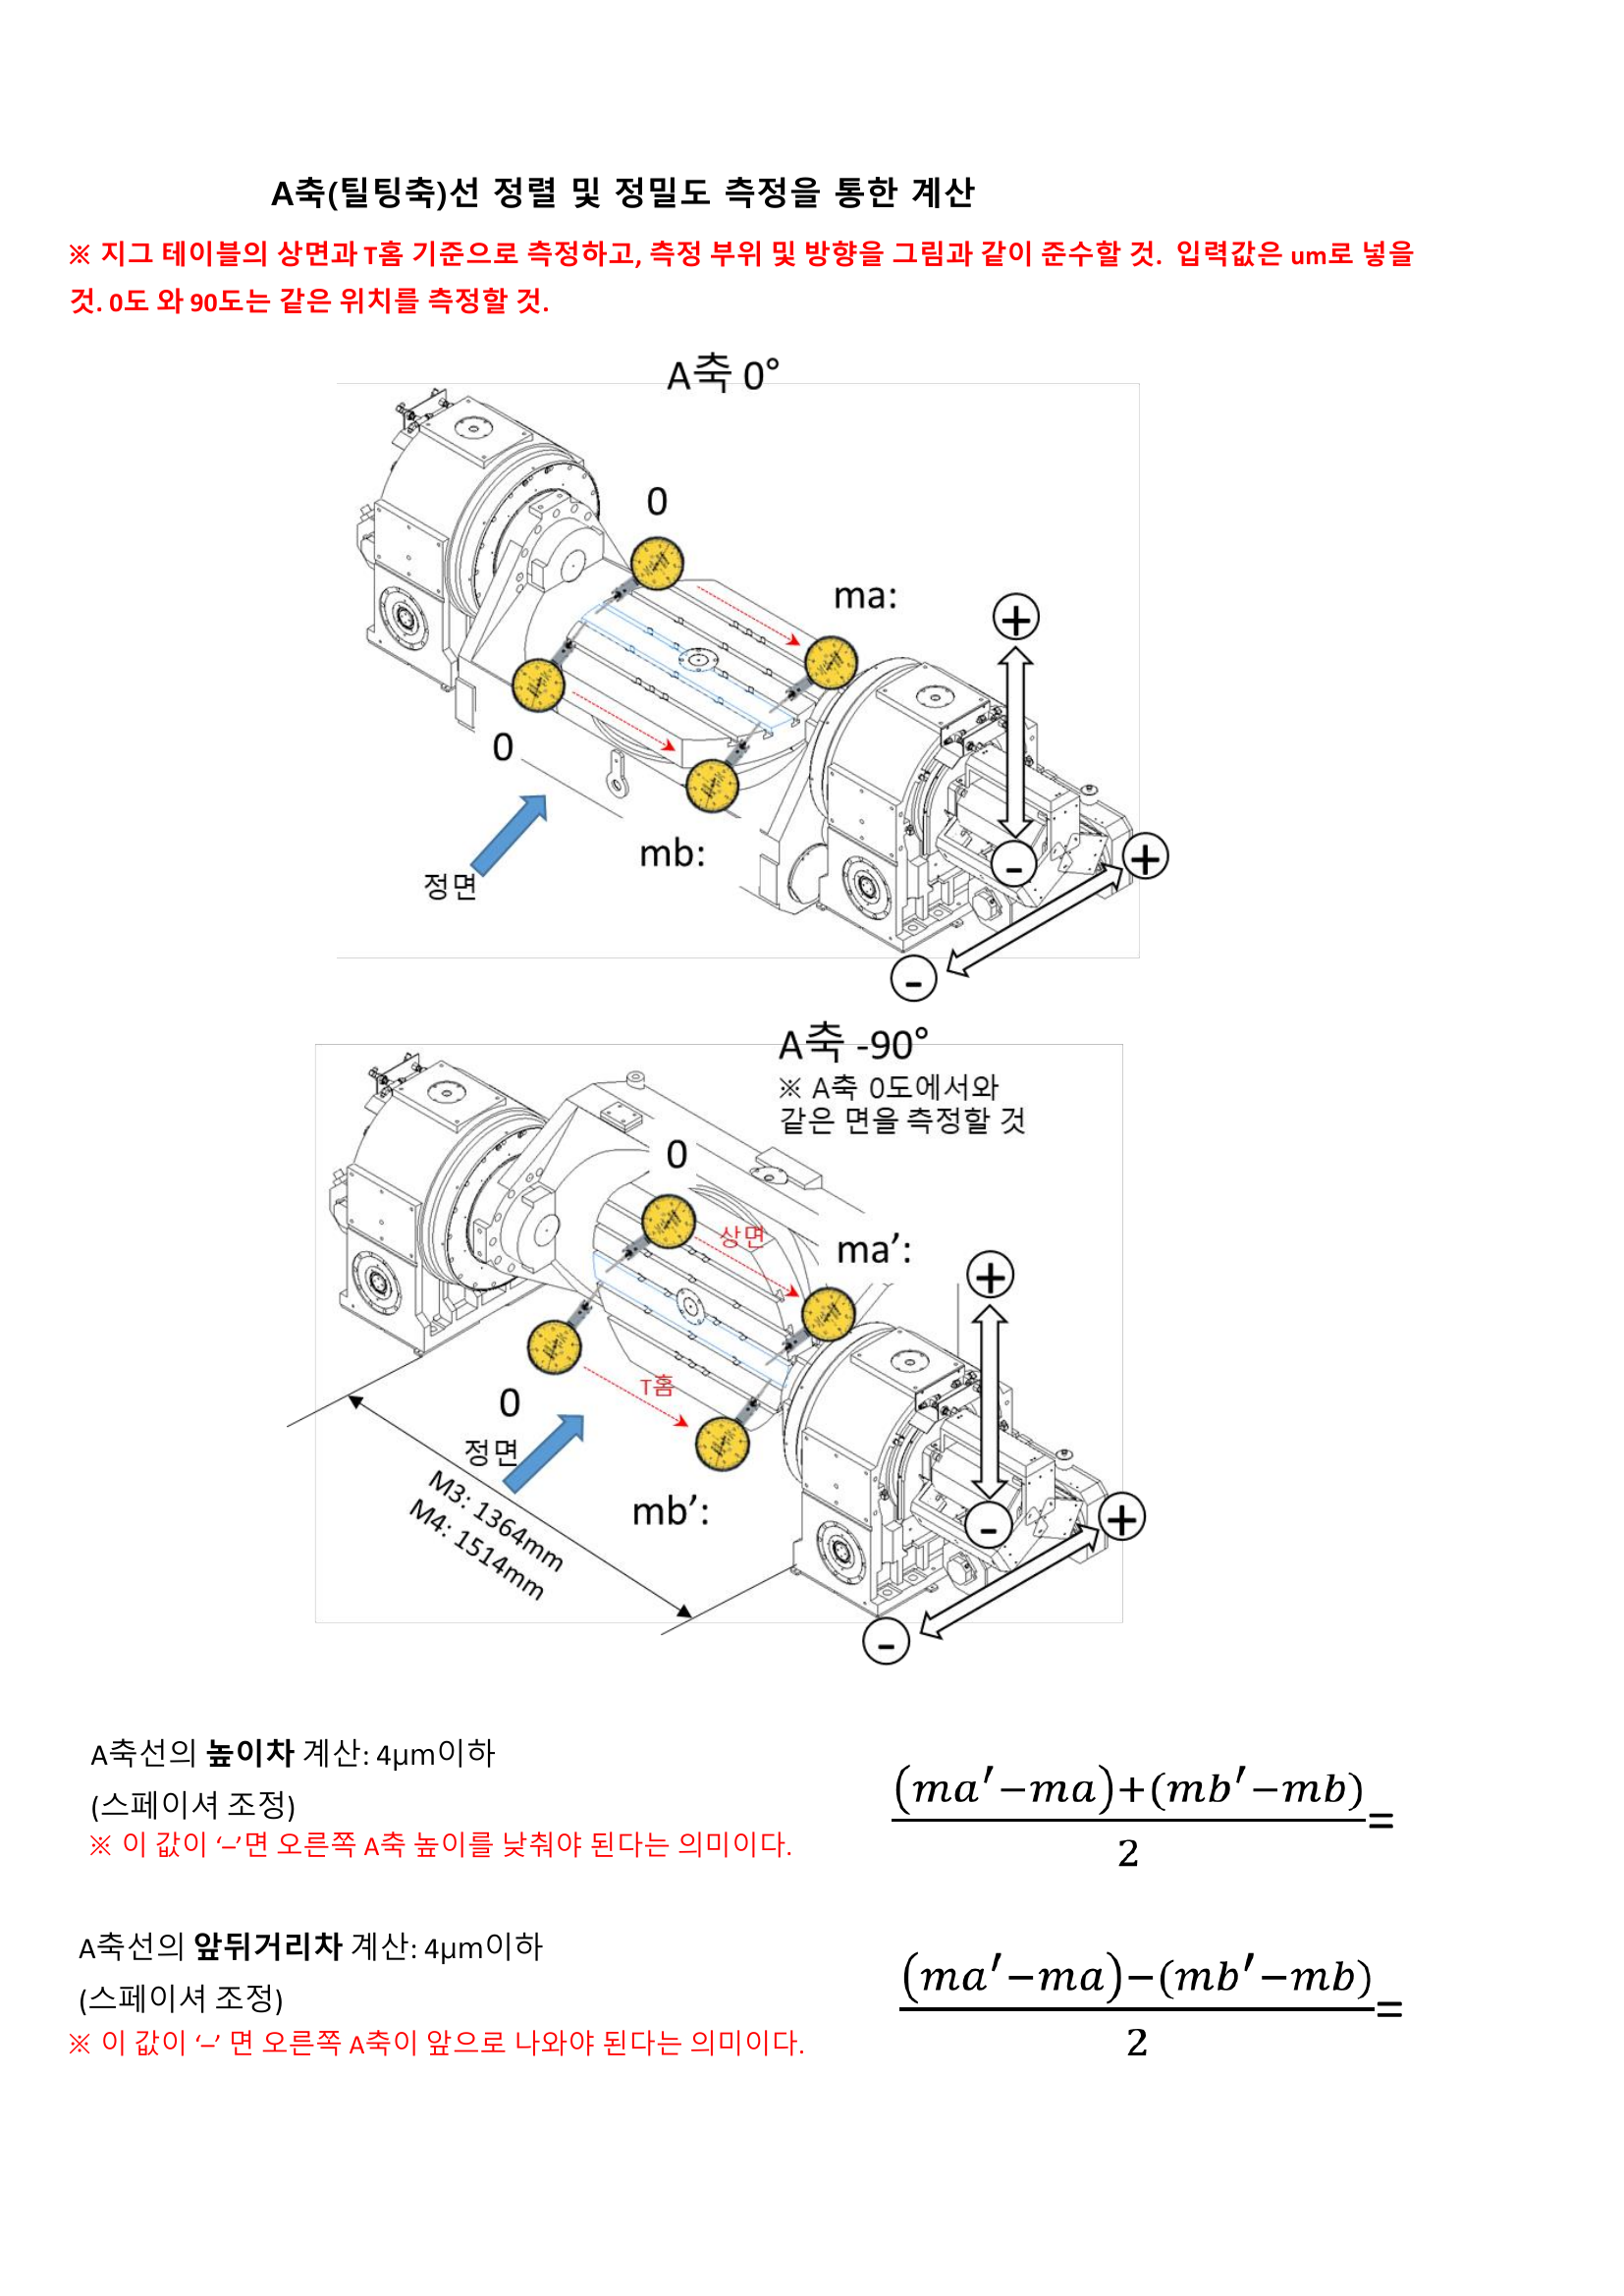 A축(틸팅축)선 정렬 및 정밀도 측정을 통한 계산
※ 지그 테이블의 상면과 T홈 기준으로 측정하고, 측정 부위 및 방향을 그림과 같이 준수할 것. 입력값은 um로 넣을
것. 0도 와 90도는 같은 위치를 측정할 것.
A축 0°
0
ma:
+
0
mb:
-
+
정면
-
A축 -90°
※ A축 0도에서와
같은 면을 측정할 것
0
상면
ma’:
+
T홈
0
정면
mb’:
M3: 1364mm
M4: 1514mm
-
+
-
A축선의 높이차 계산: 4μm이하
(스페이셔 조정)
※ 이 값이 ‘–’면 오른쪽 A축 높이를 낮춰야 된다는 의미이다.
(ma′−ma)+(mb′−mb)
=
2
A축선의 앞뒤거리차 계산: 4μm이하
(스페이셔 조정)
※ 이 값이 ‘–’ 면 오른쪽 A축이 앞으로 나와야 된다는 의미이다.
(ma′−ma)−(mb′−mb)
=
2